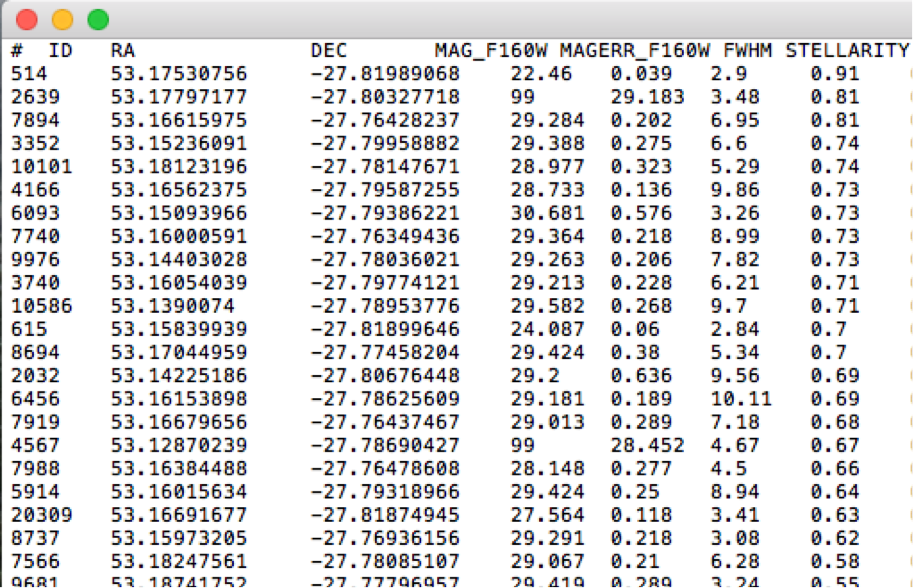 # ID RA DEC MAG_F160W MAGERR_F160W FWHM STELLARITY
514 53.17530756 -27.81989068 22.46 0.039 2.9 0.91
2639 53.17797177 -27.80327718 99 29.183 3.48 0.81
7894 53.16615975 -27.76428237 29.284 0.202 6.95 0.81
3352 53.15236091 -27.79958882 29.388 0.275 6.6 0.74
10101 53.18123196 -27.78147671 28.977 0.323 5.29 0.74
4166 53.16562375 -27.79587255 28.733 0.136 9.86 0.73
6093 53.15093966 -27.79386221 30.681 0.576 3.26 0.73
7740 53.16000591 -27.76349436 29.364 0.218 8.99 0.73
9976 53.14403028 -27.78036021 29.263 0.206 7.82 0.73
3740 53.16054039 -27.79774121 29.213 0.228 6.21 0.71
10586 53.1390074 -27.78953776 29.582 0.268 9.7 0.71
615 53.15839939 -27.81899646 24.087 0.06 2.84 0.7
8694 53.17044959 -27.77458204 29.424 0.38 5.34 0.7
2032 53.14225186 -27.80676448 29.2 0.636 9.56 0.69
6456 53.16153898 -27.78625609 29.181 0.189 10.11 0.69
7919 53.16679656 -27.76437467 29.013 0.289 7.18 0.68
4567 53.12870239 -27.78690427 99 28.452 4.67 0.67
7988 53.16384488 -27.76478608 28.148 0.277 4.5 0.66
5914 53.16015634 -27.79318966 29.424 0.25 8.94 0.64
20309 53.16691677 -27.81874945 27.564 0.118 3.41 0.63
8737 53.15973205 -27.76936156 29.291 0.218 3.08 0.62
7566 53.18247561 -27.78085107 29.067 0.21 6.28 0.58
9681 53.18741752 -27.77796957 29.419 0.289 3.24 0.55